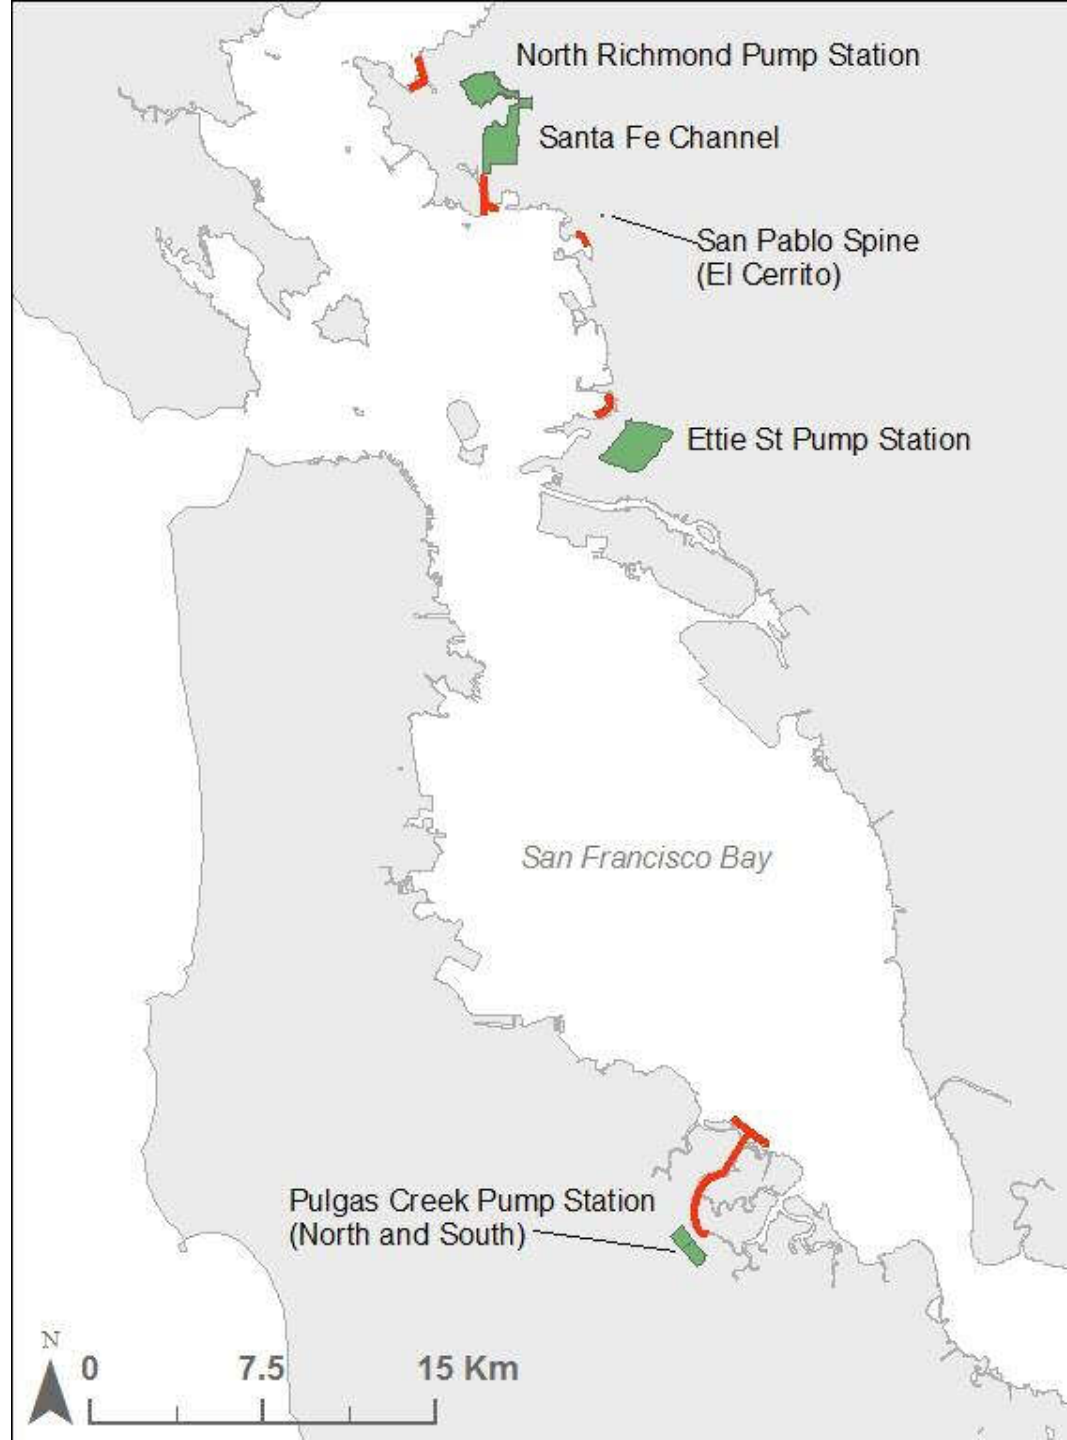 North Richmond Pump Station
Santa Fe Channel
San Pablo Spine
(El Cerrito)
Ettie St Pump Station
San Francisco Bay
Pulgas Creek Pump Station
(North and South)
N
0 7.5 15 Km